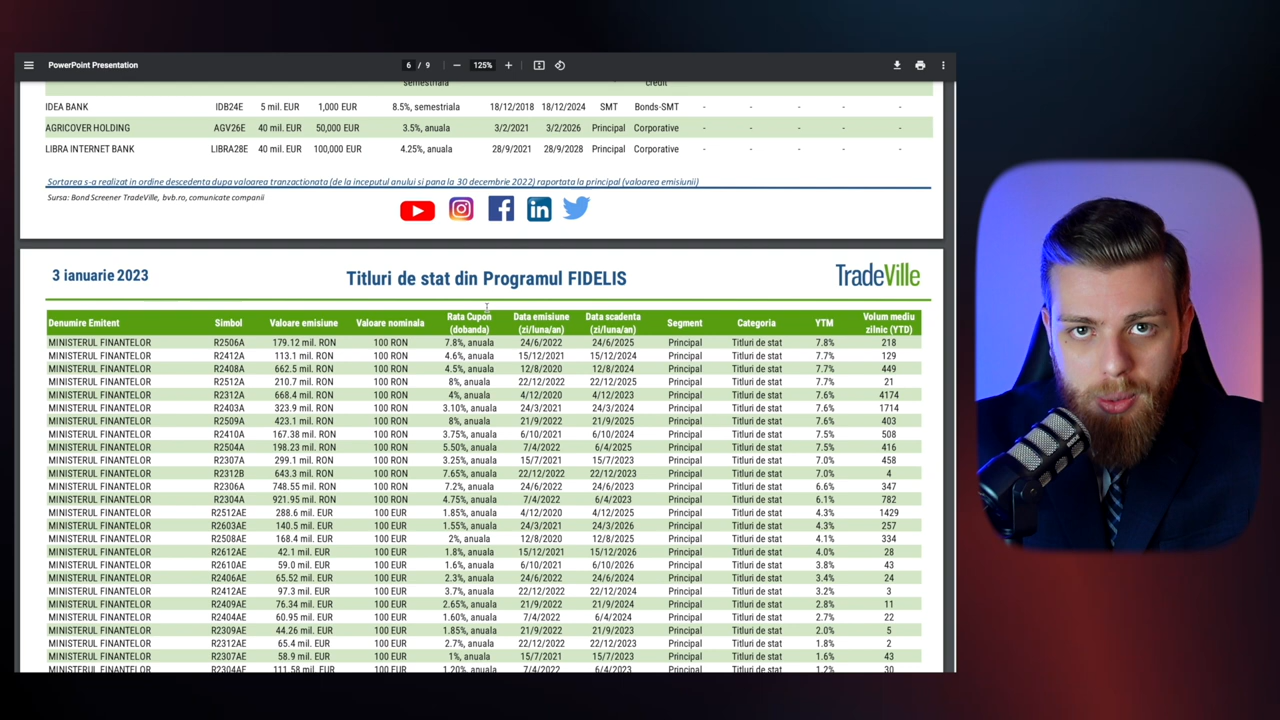 PowerPoint Presentation 6 / 9 125%
semestriala credit
IDEA BANK IDB24E 5 mil. EUR 1,000 EUR 8.5%, semestriala 18/12/2018 18/12/2024 SMT Bonds-SMT - - - - -
AGRICOVER HOLDING AGV26E 40 mil. EUR 50,000 EUR 3.5%, anuala 3/2/2021 3/2/2026 Principal Corporative - - - - -
LIBRA INTERNET BANK LIBRA28E 40 mil. EUR 100,000 EUR 4.25%, anuala 28/9/2021 28/9/2028 Principal Corporative - - - - -
Sortarea s-a realizat in ordine descedenta dupa valoarea tranzactionata (de la inceputul anului si pana la 30 decembrie 2022) raportata la principal (valoarea emisiunii)
Sursa: Bond Screener TradeVille, bvb.ro, comunicate companii
3 ianuarie 2023 Titluri de stat din Programul FIDELIS TradeVille
Denumire Emitent Simbol Valoare emisiune Valoare nominala Rata Cupon (dobanda) Data emisiune (zi/luna/an) Data scadenta (zi/luna/an) Segment Categoria YTM Volum mediu zilnic (YTD)
MINISTERUL FINANTELOR R2506A 179.12 mil. RON 100 RON 7.8%, anuala 24/6/2022 24/6/2025 Principal Titluri de stat 7.8% 218
MINISTERUL FINANTELOR R2412A 113.1 mil. RON 100 RON 4.6%, anuala 15/12/2021 15/12/2024 Principal Titluri de stat 7.7% 129
MINISTERUL FINANTELOR R2408A 662.5 mil. RON 100 RON 4.5%, anuala 12/8/2020 12/8/2024 Principal Titluri de stat 7.7% 449
MINISTERUL FINANTELOR R2512A 210.7 mil. RON 100 RON 8%, anuala 22/12/2022 22/12/2025 Principal Titluri de stat 7.7% 21
MINISTERUL FINANTELOR R2312A 668.4 mil. RON 100 RON 4%, anuala 4/12/2020 4/12/2023 Principal Titluri de stat 7.6% 4174
MINISTERUL FINANTELOR R2403A 323.9 mil. RON 100 RON 3.10%, anuala 24/3/2021 24/3/2024 Principal Titluri de stat 7.6% 1714
MINISTERUL FINANTELOR R2509A 423.1 mil. RON 100 RON 8%, anuala 21/9/2022 21/9/2025 Principal Titluri de stat 7.6% 403
MINISTERUL FINANTELOR R2410A 167.38 mil. RON 100 RON 3.75%, anuala 6/10/2021 6/10/2024 Principal Titluri de stat 7.5% 508
MINISTERUL FINANTELOR R2504A 198.23 mil. RON 100 RON 5.50%, anuala 7/4/2022 6/4/2025 Principal Titluri de stat 7.5% 416
MINISTERUL FINANTELOR R2307A 299.1 mil. RON 100 RON 3.25%, anuala 15/7/2021 15/7/2023 Principal Titluri de stat 7.0% 458
MINISTERUL FINANTELOR R2312B 643.3 mil. RON 100 RON 7.65%, anuala 22/12/2022 22/12/2023 Principal Titluri de stat 7.0% 4
MINISTERUL FINANTELOR R2306A 748.55 mil. RON 100 RON 7.2%, anuala 24/6/2022 24/6/2023 Principal Titluri de stat 6.6% 347
MINISTERUL FINANTELOR R2304A 921.95 mil. RON 100 RON 4.75%, anuala 7/4/2022 6/4/2023 Principal Titluri de stat 6.1% 782
MINISTERUL FINANTELOR R2512AE 288.6 mil. EUR 100 EUR 1.85%, anuala 4/12/2020 4/12/2025 Principal Titluri de stat 4.3% 1429
MINISTERUL FINANTELOR R2603AE 140.5 mil. EUR 100 EUR 1.55%, anuala 24/3/2021 24/3/2026 Principal Titluri de stat 4.3% 257
MINISTERUL FINANTELOR R2508AE 168.4 mil. EUR 100 EUR 2%, anuala 12/8/2020 12/8/2025 Principal Titluri de stat 4.1% 334
MINISTERUL FINANTELOR R2612AE 42.1 mil. EUR 100 EUR 1.8%, anuala 15/12/2021 15/12/2026 Principal Titluri de stat 4.0% 28
MINISTERUL FINANTELOR R2610AE 59.0 mil. EUR 100 EUR 1.6%, anuala 6/10/2021 6/10/2026 Principal Titluri de stat 3.8% 43
MINISTERUL FINANTELOR R2406AE 65.52 mil. EUR 100 EUR 2.3%, anuala 24/6/2022 24/6/2024 Principal Titluri de stat 3.4% 24
MINISTERUL FINANTELOR R2412AE 97.3 mil. EUR 100 EUR 3.7%, anuala 22/12/2022 22/12/2024 Principal Titluri de stat 3.2% 3
MINISTERUL FINANTELOR R2409AE 76.34 mil. EUR 100 EUR 2.65%, anuala 21/9/2022 21/9/2024 Principal Titluri de stat 2.8% 11
MINISTERUL FINANTELOR R2404AE 60.95 mil. EUR 100 EUR 1.60%, anuala 7/4/2022 6/4/2024 Principal Titluri de stat 2.7% 22
MINISTERUL FINANTELOR R2309AE 44.26 mil. EUR 100 EUR 1.85%, anuala 21/9/2022 21/9/2023 Principal Titluri de stat 2.0% 5
MINISTERUL FINANTELOR R2312AE 65.4 mil. EUR 100 EUR 2.7%, anuala 22/12/2022 22/12/2023 Principal Titluri de stat 1.8% 2
MINISTERUL FINANTELOR R2307AE 58.9 mil. EUR 100 EUR 1%, anuala 15/7/2021 15/7/2023 Principal Titluri de stat 1.6% 43
MINISTERUL FINANTELOR R2304AE 111.58 mil. EUR 100 EUR 1.20%, anuala 7/4/2022 6/4/2023 Principal Titluri de stat 1.2% 30